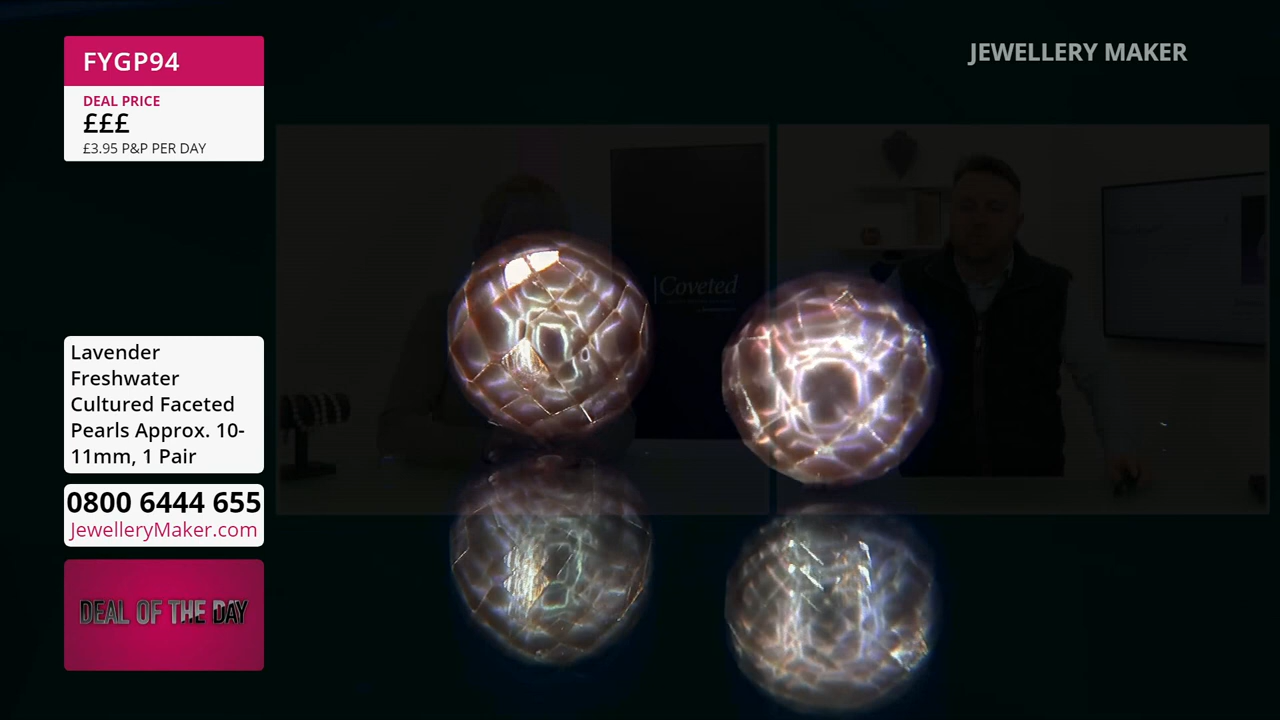 FYGP94
DEAL PRICE
£££
£3.95 P&P PER DAY
JEWELLERY MAKER
Coveted
Lavender
Freshwater
Cultured Faceted
Pearls Approx. 10-
11mm, 1 Pair
0800 6444 655
JewelleryMaker.com
DEAL OF THE DAY